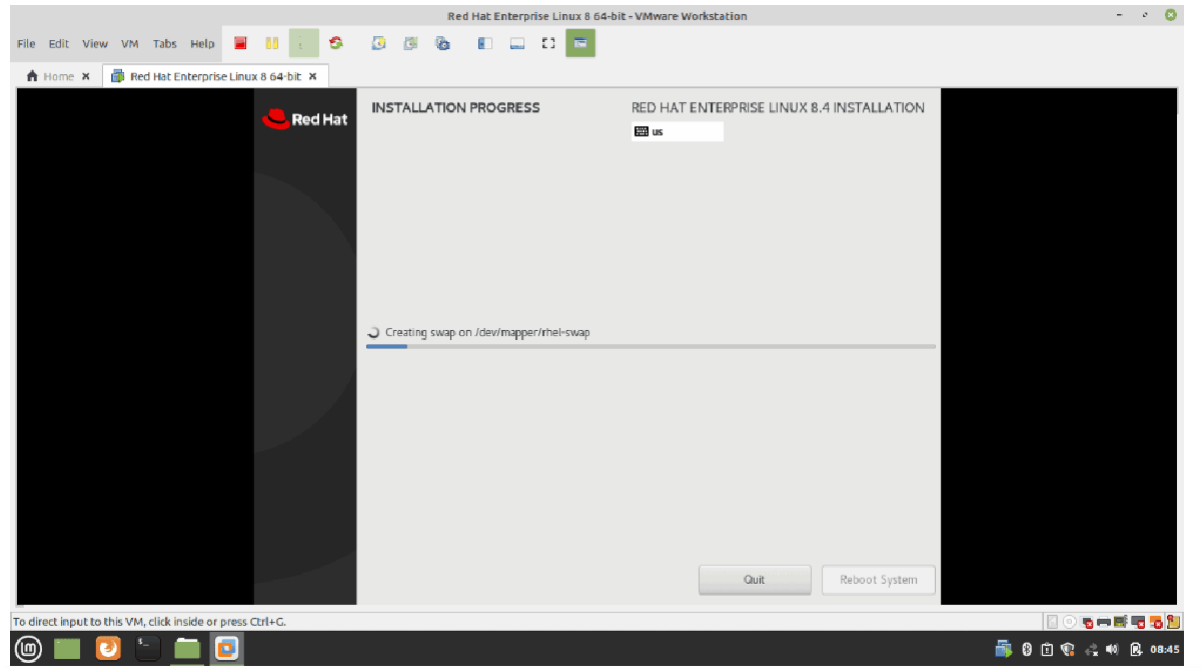 Red Hat Enterprise Linux 8 64-bit - VMware Workstation
File Edit View VM Tabs Help
Home
Red Hat Enterprise Linux 8 64-bit
Red Hat
INSTALLATION PROGRESS
RED HAT ENTERPRISE LINUX 8.4 INSTALLATION
us
Creating swap on /dev/mapper/rhel-swap
Quit
Reboot System
To direct input to this VM, click inside or press Ctrl+G.
08:45